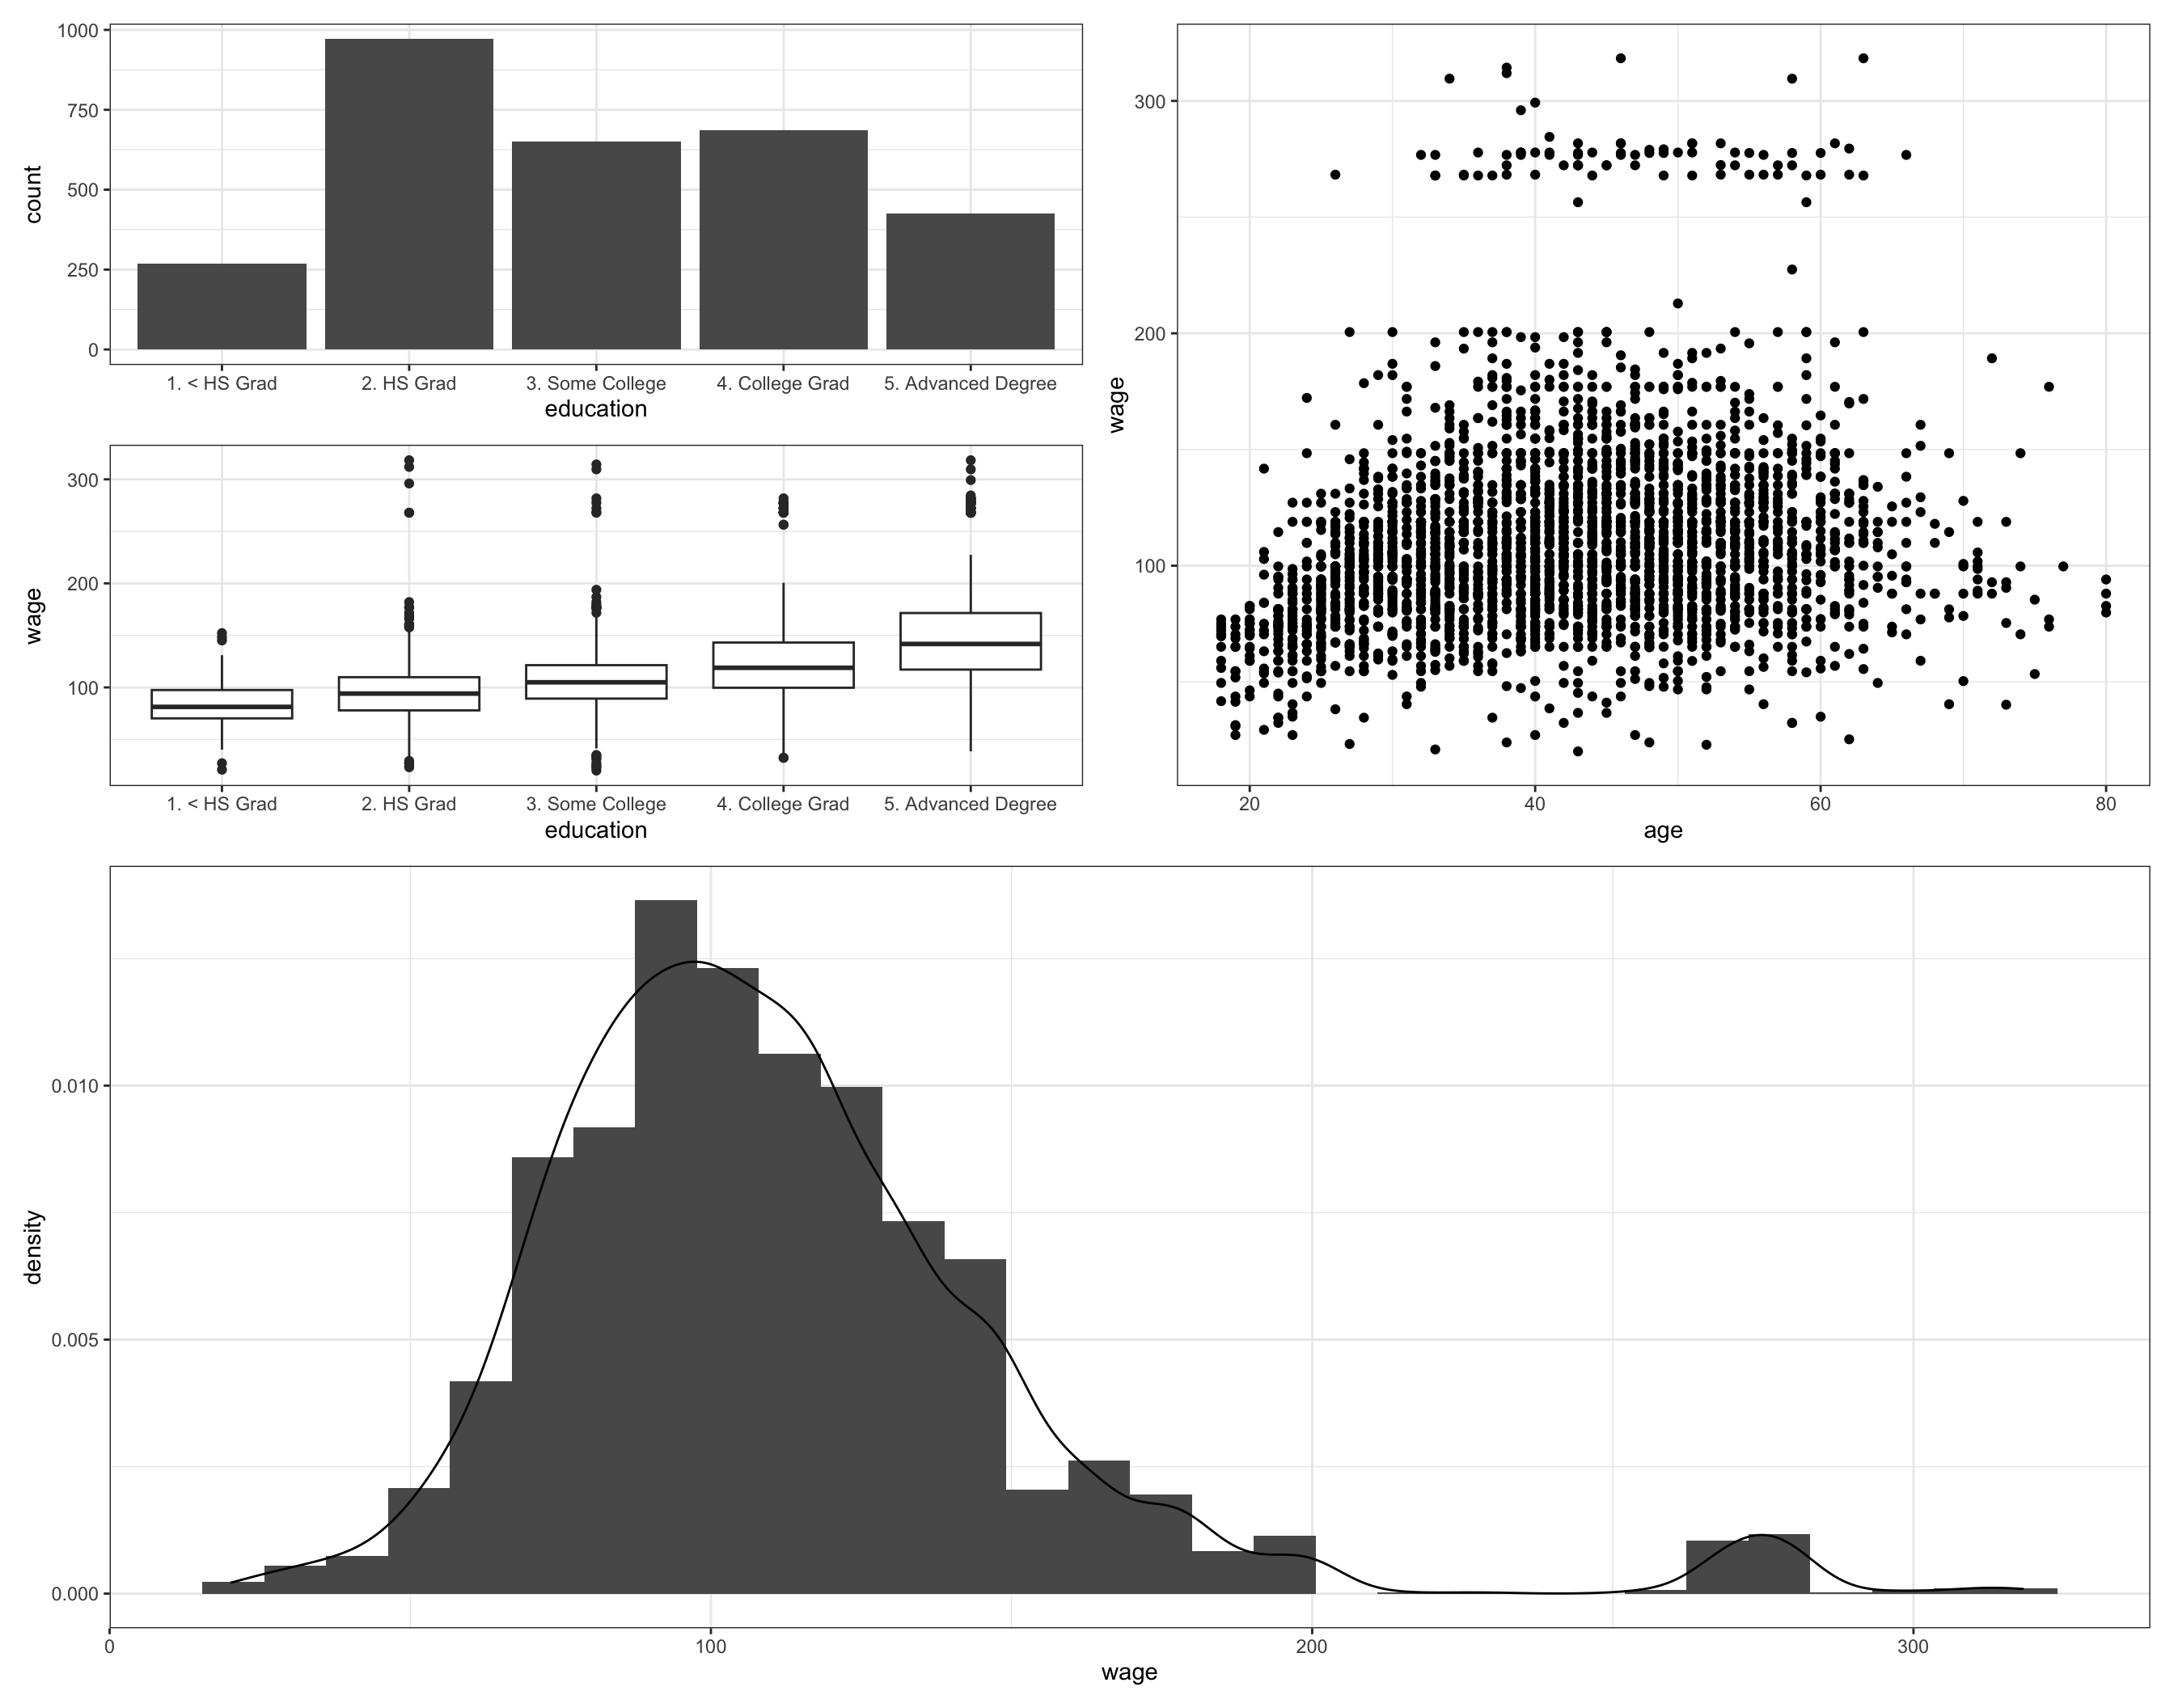 1000
750
500
250
0
count
1. < HS Grad 2. HS Grad 3. Some College 4. College Grad 5. Advanced Degree
education
300
200
100
wage
1. < HS Grad 2. HS Grad 3. Some College 4. College Grad 5. Advanced Degree
education
300
200
100
wage
20 40 60 80
age
0.010
0.005
0.000
density
0 100 200 300
wage